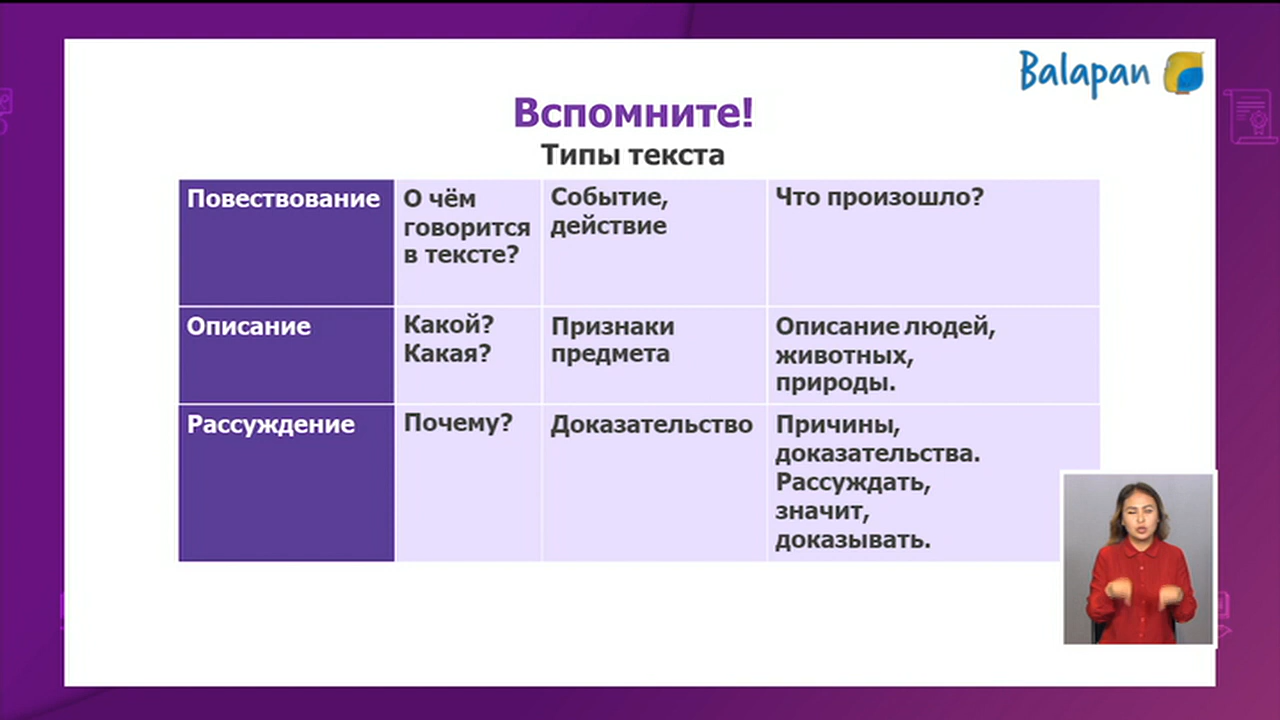 Balapan
Вспомните!
Типы текста
Повествование
О чём
говорится
в тексте?
Событие,
действие
Что произошло?
Описание
Какой?
Какая?
Признаки
предмета
Описание людей,
животных,
природы.
Рассуждение
Почему?
Доказательство
Причины,
доказательства.
Рассуждать,
значит,
доказывать.